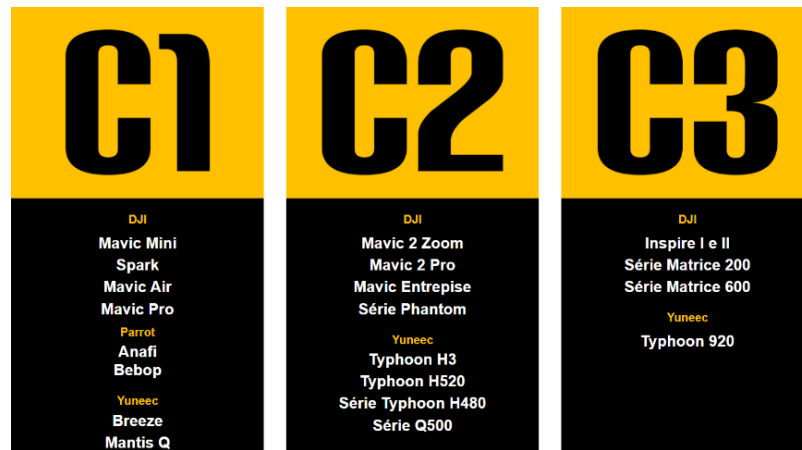 C1
DJI
Mavic Mini
Spark
Mavic Air
Mavic Pro
Parrot
Anafi
Bebop
Yuneec
Breeze
Mantis Q
C2
DJI
Mavic 2 Zoom
Mavic 2 Pro
Mavic Entrepise
Série Phantom
Yuneec
Typhoon H3
Typhoon H520
Série Typhoon H480
Série Q500
C3
DJI
Inspire I e II
Série Matrice 200
Série Matrice 600
Yuneec
Typhoon 920